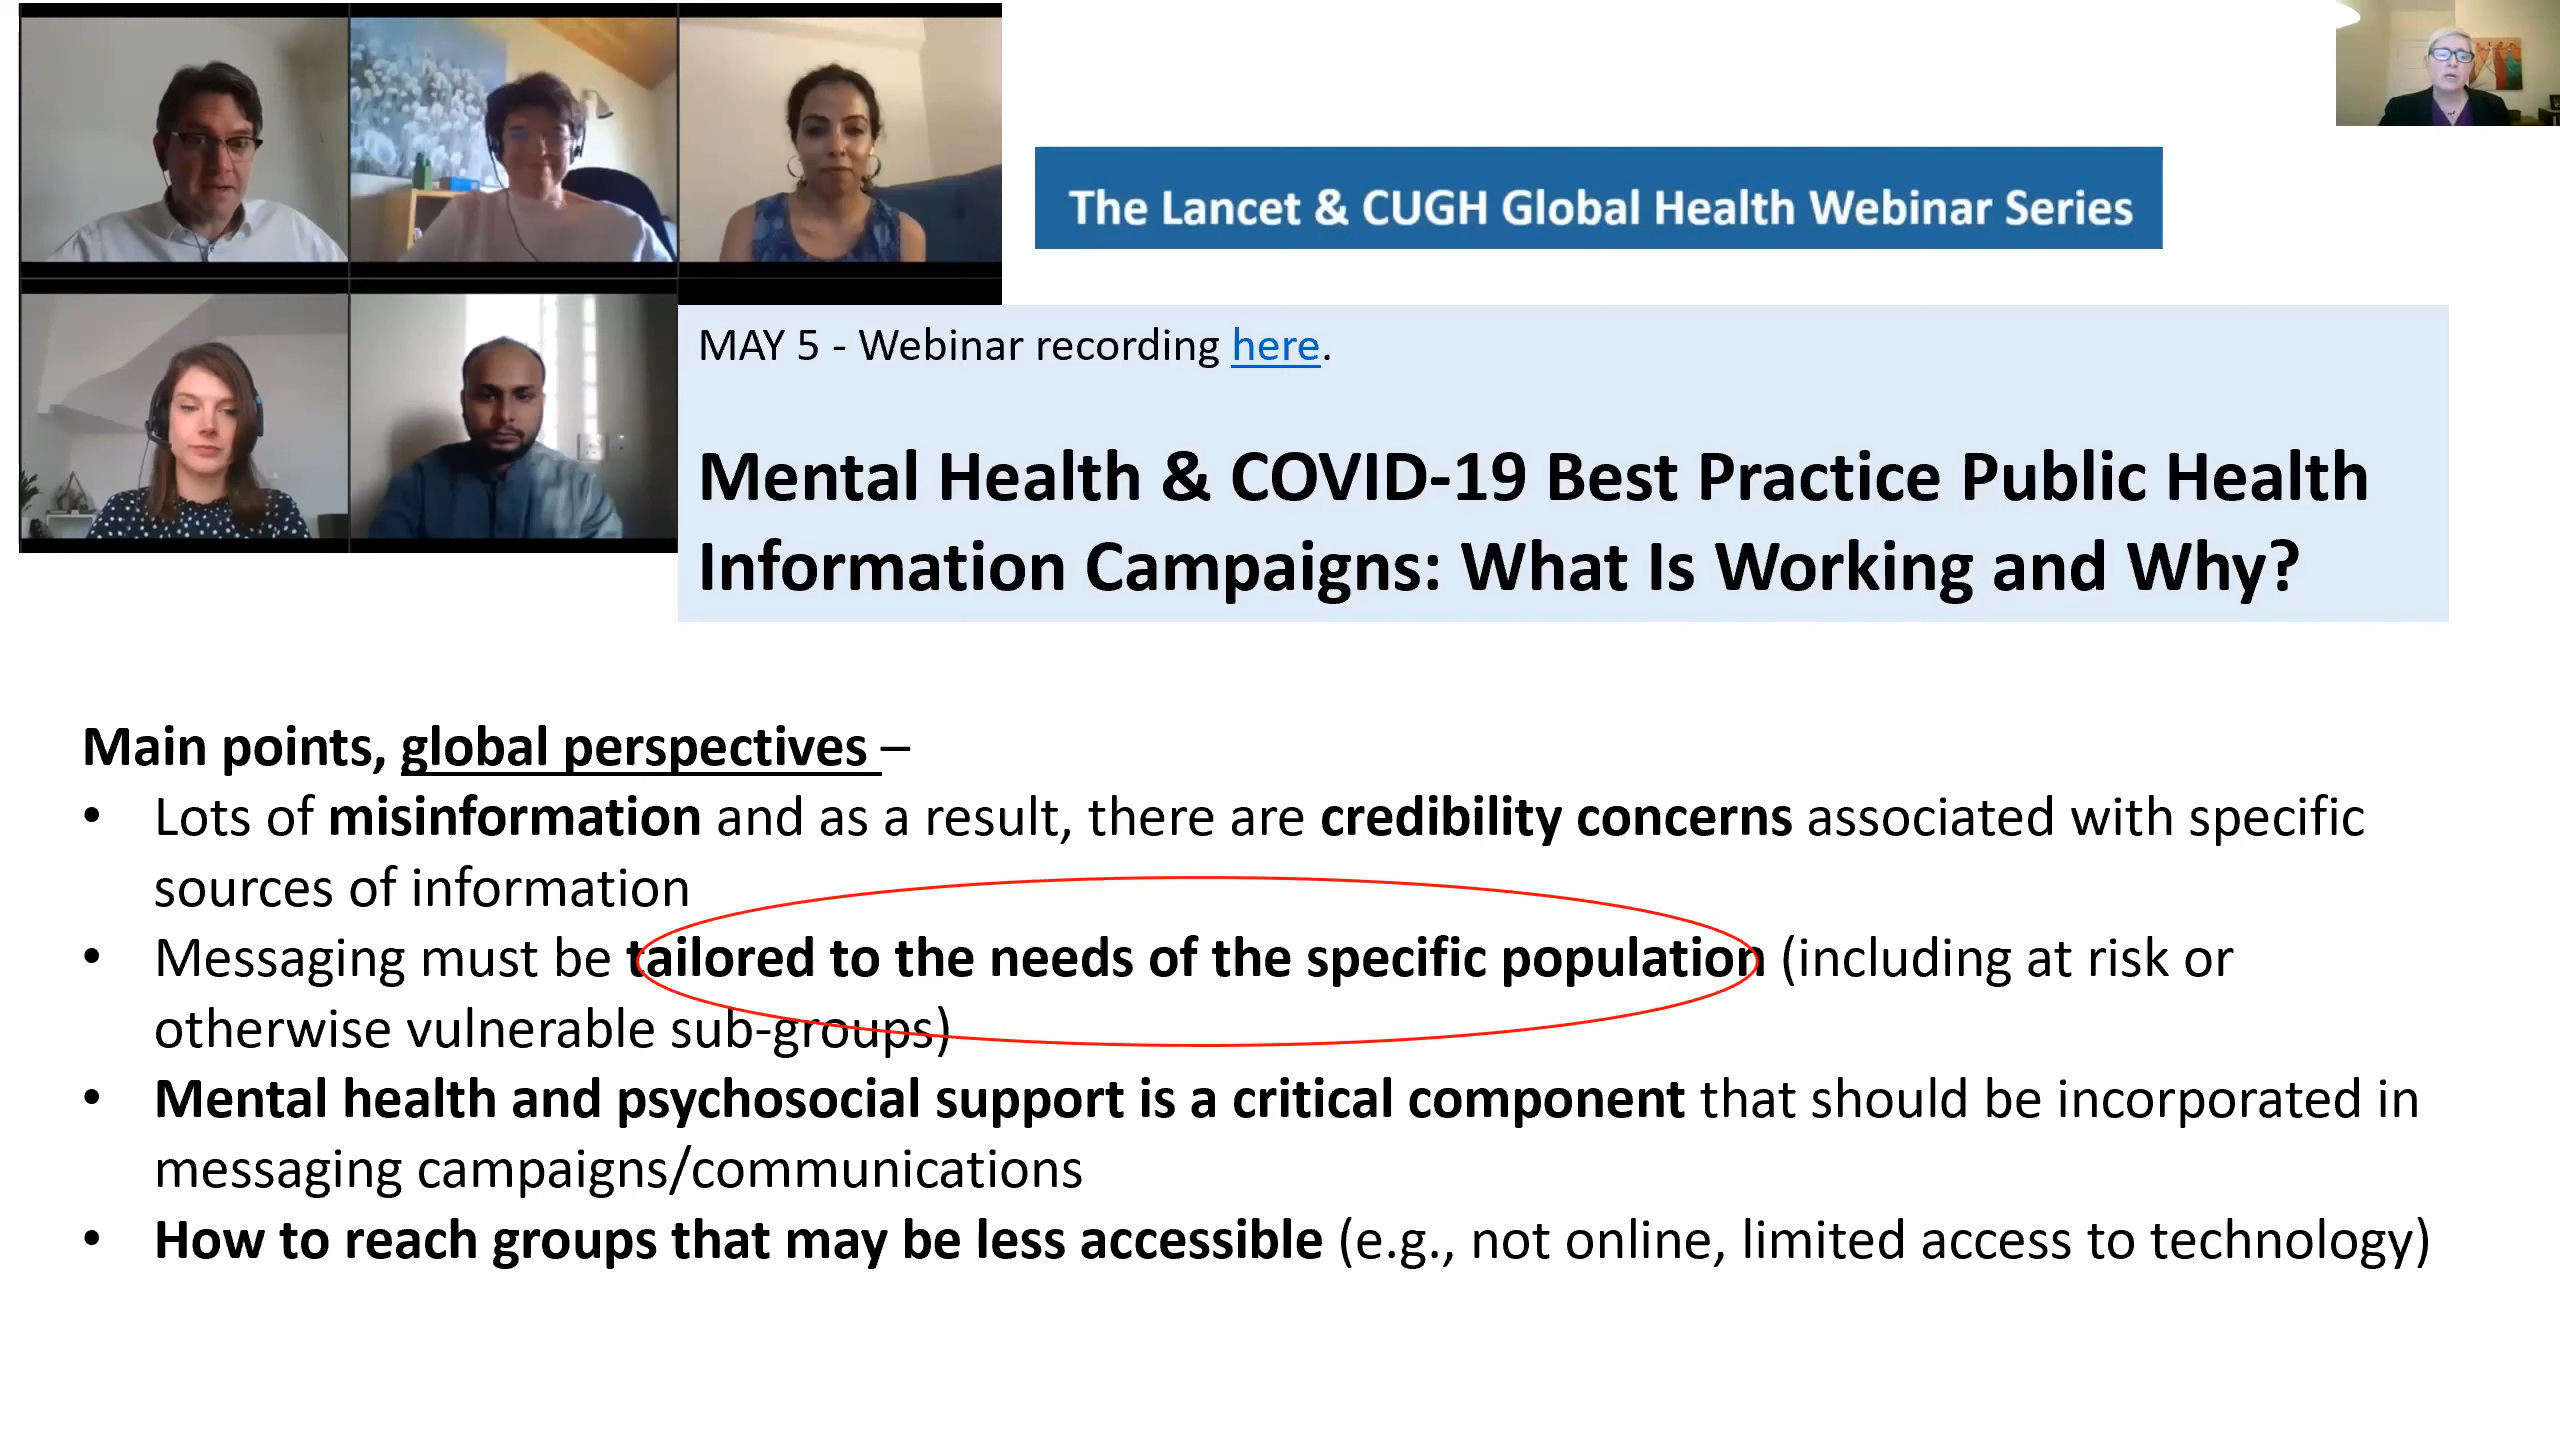 The Lancet & CUGH Global Health Webinar Series
MAY 5 - Webinar recording here.
Mental Health & COVID-19 Best Practice Public Health
Information Campaigns: What Is Working and Why?
Main points, global perspectives –
• Lots of misinformation and as a result, there are credibility concerns associated with specific
sources of information
• Messaging must be tailored to the needs of the specific population (including at risk or
otherwise vulnerable sub-groups)
• Mental health and psychosocial support is a critical component that should be incorporated in
messaging campaigns/communications
• How to reach groups that may be less accessible (e.g., not online, limited access to technology)